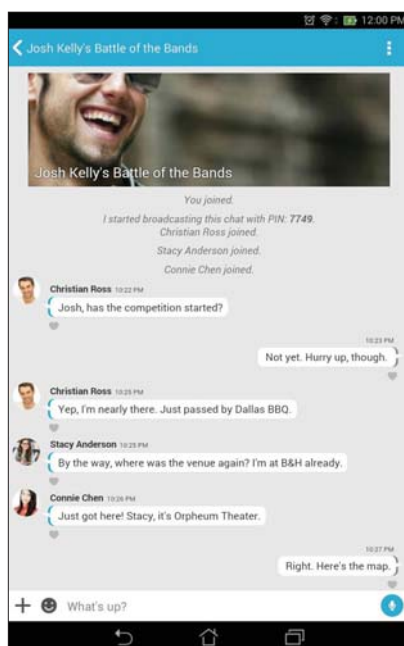 12:00 PM
Josh Kelly's Battle of the Bands
Josh Kelly's Battle of the Bands
You joined.
I started broadcasting this chat with PIN: 7749.
Christian Ross joined.
Stacy Anderson joined.
Connie Chen joined.
Christian Ross 10:22 PM
Josh, has the competition started?
10:23 PM
Not yet. Hurry up, though.
Christian Ross 10:25 PM
Yep, I'm nearly there. Just passed by Dallas BBQ.
Stacy Anderson 10:25 PM
By the way, where was the venue again? I'm at B&H already.
Connie Chen 10:26 PM
Just got here! Stacy, it's Orpheum Theater.
10:27 PM
Right. Here's the map.
What's up?